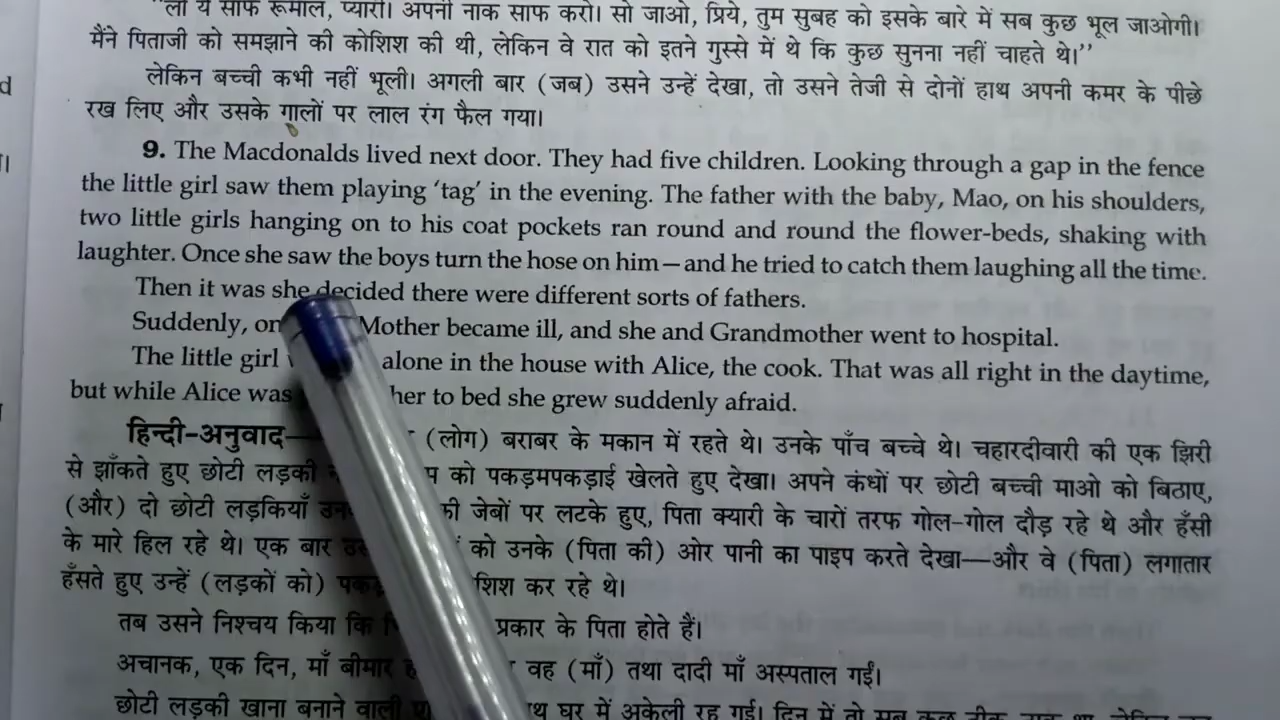 "लो ये साफ रूमाल, प्यारी। अपनी नाक साफ करो। सो जाओ, प्रिये, तुम सुबह को इसके बारे में सब कुछ भूल जाओगी।
मैंने पिताजी को समझाने की कोशिश की थी, लेकिन वे रात को इतने गुस्से में थे कि कुछ सुनना नहीं चाहते थे।"
लेकिन बच्ची कभी नहीं भूली। अगली बार (जब) उसने उन्हें देखा, तो उसने तेजी से दोनों हाथ अपनी कमर के पीछे
रख लिए और उसके गालों पर लाल रंग फैल गया।
9. The Macdonalds lived next door. They had five children. Looking through a gap in the fence
the little girl saw them playing 'tag' in the evening. The father with the baby, Mao, on his shoulders,
two little girls hanging on to his coat pockets ran round and round the flower-beds, shaking with
laughter. Once she saw the boys turn the hose on him—and he tried to catch them laughing all the time.
Then it was she decided there were different sorts of fathers.
Suddenly, Mother became ill, and she and Grandmother went to hospital.
The little girl alone in the house with Alice, the cook. That was all right in the daytime,
but while Alice was her to bed she grew suddenly afraid.
हिन्दी-अनुवाद— (लोग) बराबर के मकान में रहते थे। उनके पाँच बच्चे थे। चहारदीवारी की एक झिरी
से झाँकते हुए छोटी लड़की को पकड़मपकड़ाई खेलते हुए देखा। अपने कंधों पर छोटी बच्ची माओ को बिठाए,
(और) दो छोटी लड़कियाँ की जेबों पर लटके हुए, पिता क्यारी के चारों तरफ गोल-गोल दौड़ रहे थे और हँसी
के मारे हिल रहे थे। एक बार को उनके (पिता की) ओर पानी का पाइप करते देखा—और वे (पिता) लगातार
हँसते हुए उन्हें (लड़कों को) कर रहे थे।
तब उसने निश्चय किया कि प्रकार के पिता होते हैं।
अचानक, एक दिन, माँ बीमार वह (माँ) तथा दादी माँ अस्पताल गईं।
छोटी लड़की खाना बनाने वाली घर में अकेली रह गई। दिन में तो सब कुछ ठीक